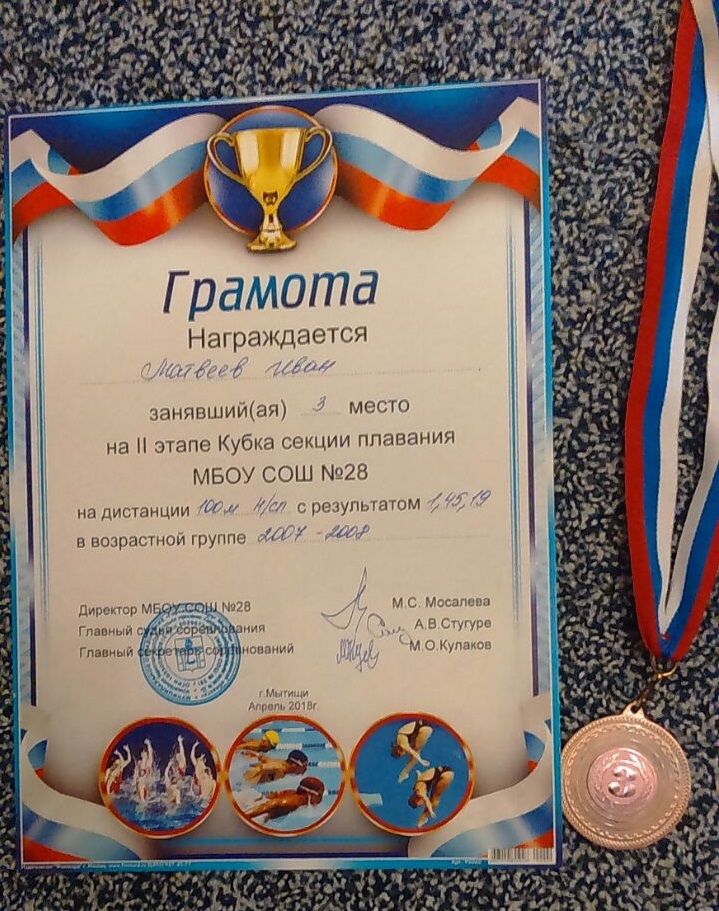 Грамота
Награждается
Матвеев Иван
занявший(ая) 3 место
на II этапе Кубка секции плавания
МБОУ СОШ №28
на дистанции 100м н/сп с результатом 1,45,19
в возрастной группе 2007-2008
Директор МБОУ СОШ №28 М.С. Мосалева
Главный судья соревнования А.В.Стугуре
Главный секретарь соревнований М.О.Кулаков
г.Мытищи
Апрель 2018г.
3